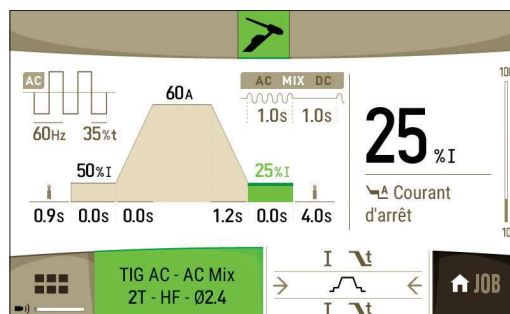 AC
60Hz 35%t
60A
AC MIX DC
1.0s 1.0s
50%I
25%I
0.9s 0.0s 0.0s 1.2s 0.0s 4.0s
25%I
A Courant
d'arrêt
TIG AC - AC Mix
2T - HF - Ø2.4
I t
I t
JOB